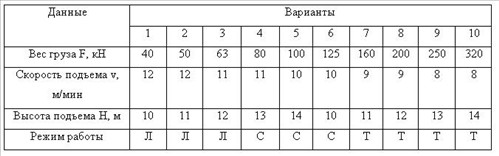 Данные Варианты
1 2 3 4 5 6 7 8 9 10
Вес груза F, кН 40 50 63 80 100 125 160 200 250 320
Скорость подъема v, 12 12 11 11 10 10 9 9 8 8
м/мин
Высота подъема H, м 10 11 12 13 14 10 11 12 13 14
Режим работы Л Л Л С С С Т Т Т Т